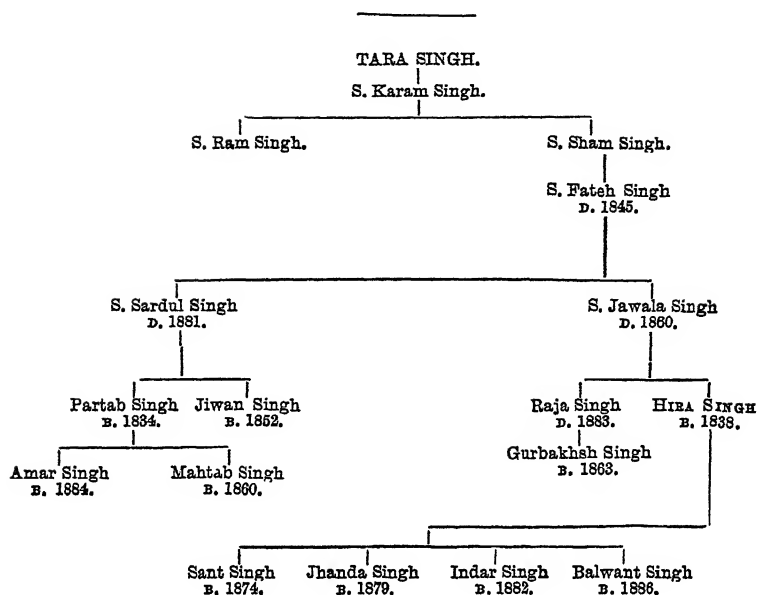 TARA SINGH.
S. Karam Singh.
S. Ram Singh. S. Sham Singh.
S. Fateh Singh
D. 1845.
S. Sardul Singh S. Jawala Singh
D. 1881. D. 1860.
Partab Singh Jiwan Singh Raja Singh HIRA SINGH
B. 1834. B. 1852. D. 1883. B. 1838.
Gurbakhsh Singh
B. 1863.
Amar Singh Mahtab Singh
B. 1884. B. 1860.
Sant Singh Jhanda Singh Indar Singh Balwant Singh
B. 1874. B. 1879. B. 1882. B. 1886.